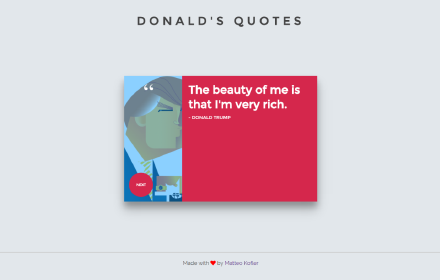 DONALD'S QUOTES
“
The beauty of me is
that I'm very rich.
- DONALD TRUMP
NEXT
Made with ❤ by Matteo Kofler